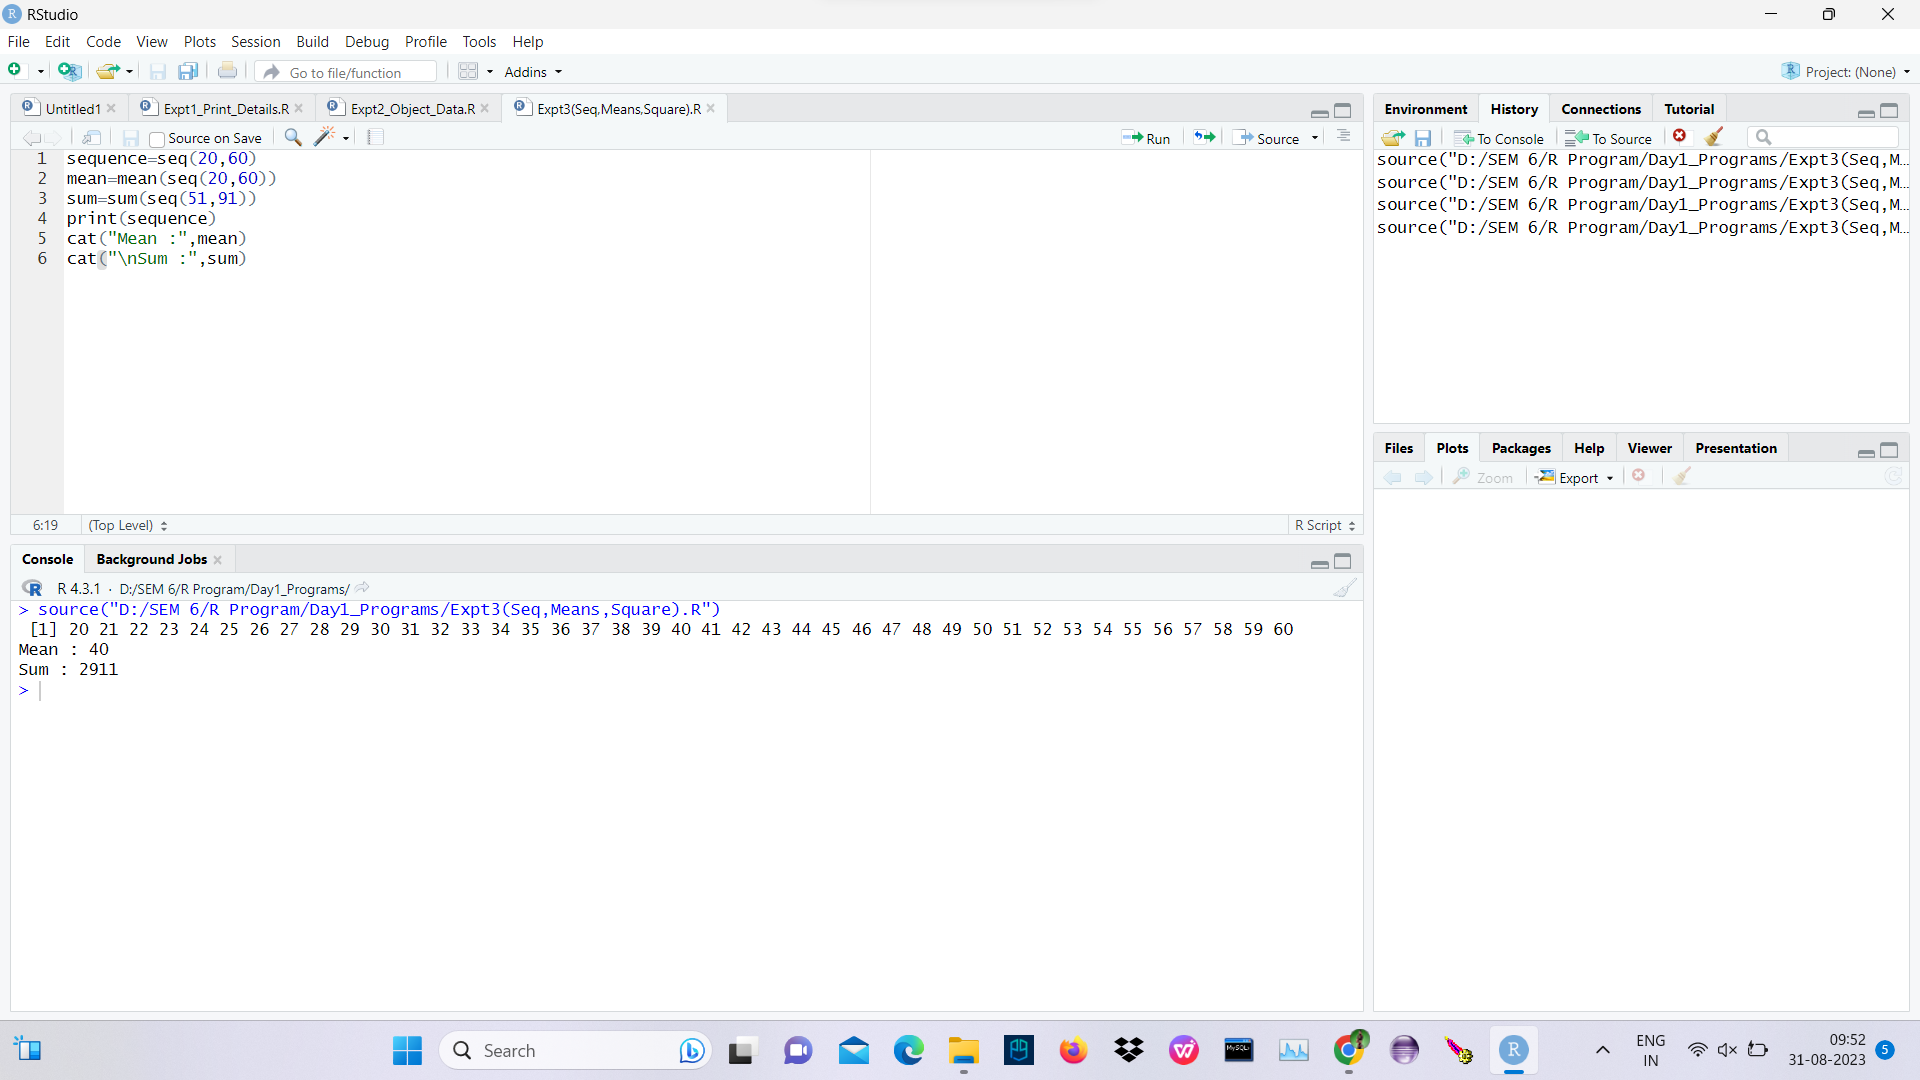 RStudio
File Edit Code View Plots Session Build Debug Profile Tools Help
Go to file/function Addins Project: (None)
Untitled1 Expt1_Print_Details.R Expt2_Object_Data.R Expt3(Seq,Means,Square).R
Source on Save Run Source
1 sequence=seq(20,60)
2 mean=mean(seq(20,60))
3 sum=sum(seq(51,91))
4 print(sequence)
5 cat("Mean :",mean)
6 cat("\nSum :",sum)
6:19 (Top Level) R Script
Console Background Jobs
R 4.3.1 · D:/SEM 6/R Program/Day1_Programs/
> source("D:/SEM 6/R Program/Day1_Programs/Expt3(Seq,Means,Square).R")
[1] 20 21 22 23 24 25 26 27 28 29 30 31 32 33 34 35 36 37 38 39 40 41 42 43 44 45 46 47 48 49 50 51 52 53 54 55 56 57 58 59 60
Mean : 40
Sum : 2911
>
Environment History Connections Tutorial
To Console To Source
source("D:/SEM 6/R Program/Day1_Programs/Expt3(Seq,M…
source("D:/SEM 6/R Program/Day1_Programs/Expt3(Seq,M…
source("D:/SEM 6/R Program/Day1_Programs/Expt3(Seq,M…
source("D:/SEM 6/R Program/Day1_Programs/Expt3(Seq,M…
Files Plots Packages Help Viewer Presentation
Zoom Export
Search
MySQL
ENG
IN
09:52
31-08-2023
5